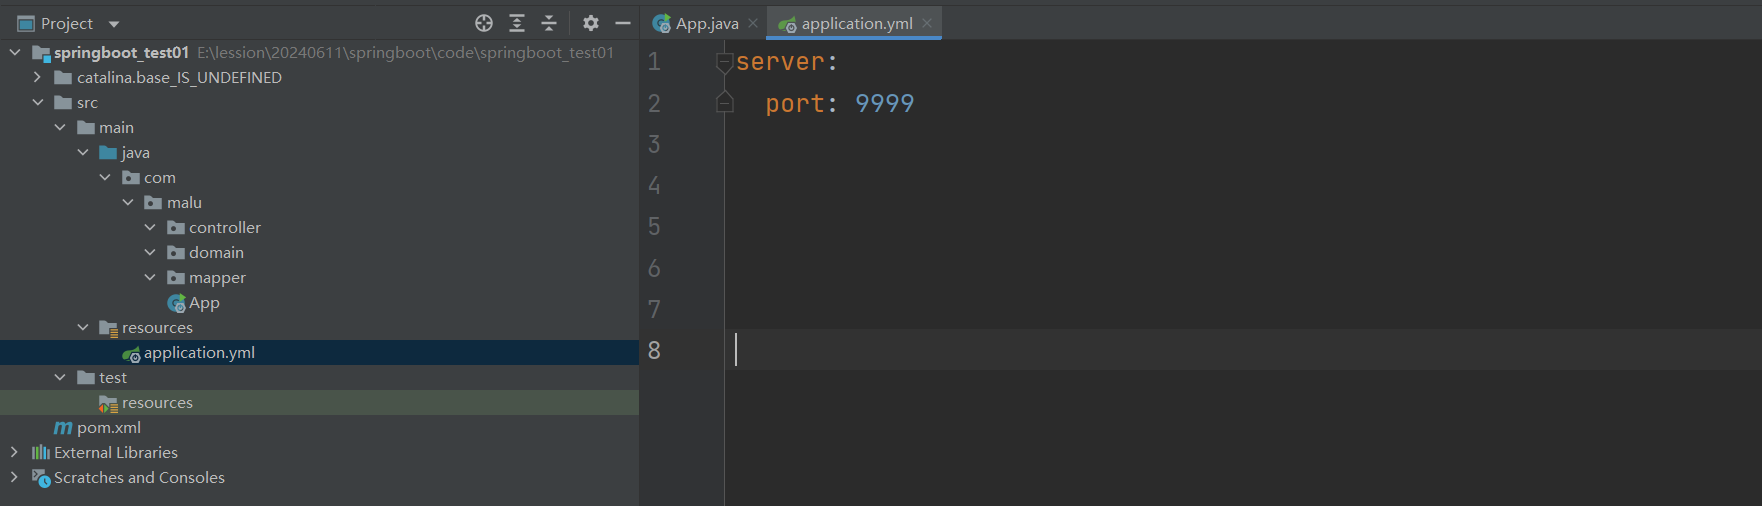 Project
springboot_test01 E:\lession\20240611\springboot\code\springboot_test01
catalina.base_IS_UNDEFINED
src
main
java
com
malu
controller
domain
mapper
App
resources
application.yml
test
resources
pom.xml
External Libraries
Scratches and Consoles
App.java
application.yml
1 server:
2 port: 9999
3
4
5
6
7
8